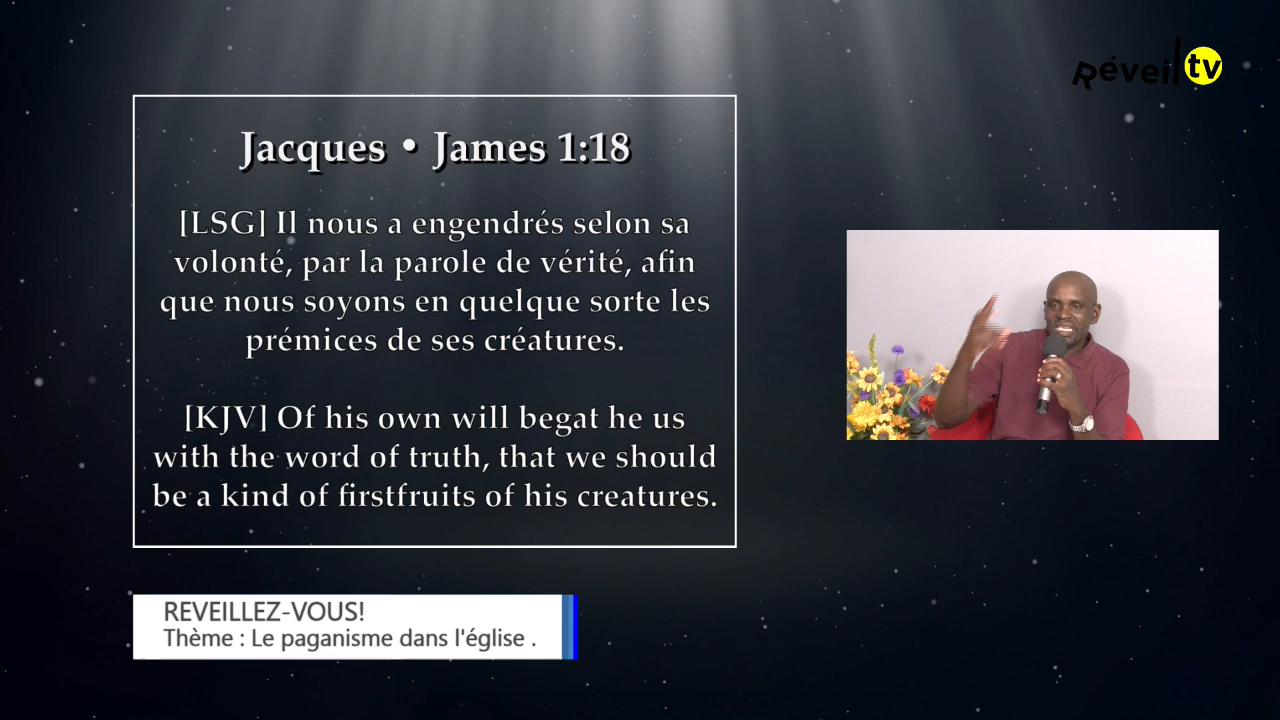 Réveil tv
Jacques • James 1:18
[LSG] Il nous a engendrés selon sa
volonté, par la parole de vérité, afin
que nous soyons en quelque sorte les
prémices de ses créatures.
[KJV] Of his own will begat he us
with the word of truth, that we should
be a kind of firstfruits of his creatures.
REVEILLEZ-VOUS!
Thème : Le paganisme dans l'église .